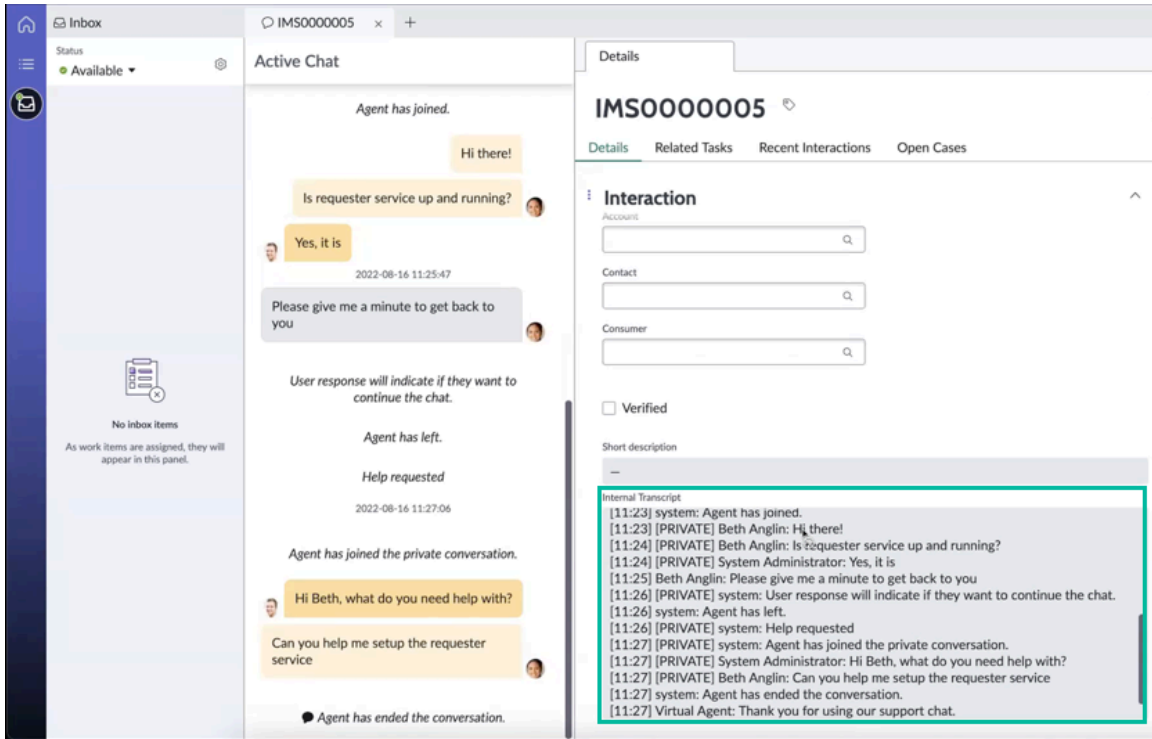 Inbox
IMS0000005 × +
Status
Available
No inbox items
As work items are assigned, they will
appear in this panel.
Active Chat
Agent has joined.
Hi there!
Is requester service up and running?
Yes, it is
2022-08-16 11:25:47
Please give me a minute to get back to
you
User response will indicate if they want to
continue the chat.
Agent has left.
Help requested
2022-08-16 11:27:06
Agent has joined the private conversation.
Hi Beth, what do you need help with?
Can you help me setup the requester
service
Agent has ended the conversation.
Details
IMS0000005
Details Related Tasks Recent Interactions Open Cases
Interaction
Account
Contact
Consumer
Verified
Short description
—
Internal Transcript
[11:23] system: Agent has joined.
[11:23] [PRIVATE] Beth Anglin: Hi there!
[11:24] [PRIVATE] Beth Anglin: Is requester service up and running?
[11:24] [PRIVATE] System Administrator: Yes, it is
[11:25] Beth Anglin: Please give me a minute to get back to you
[11:26] [PRIVATE] system: User response will indicate if they want to continue the chat.
[11:26] system: Agent has left.
[11:26] [PRIVATE] system: Help requested
[11:27] [PRIVATE] system: Agent has joined the private conversation.
[11:27] [PRIVATE] System Administrator: Hi Beth, what do you need help with?
[11:27] [PRIVATE] Beth Anglin: Can you help me setup the requester service
[11:27] system: Agent has ended the conversation.
[11:27] Virtual Agent: Thank you for using our support chat.